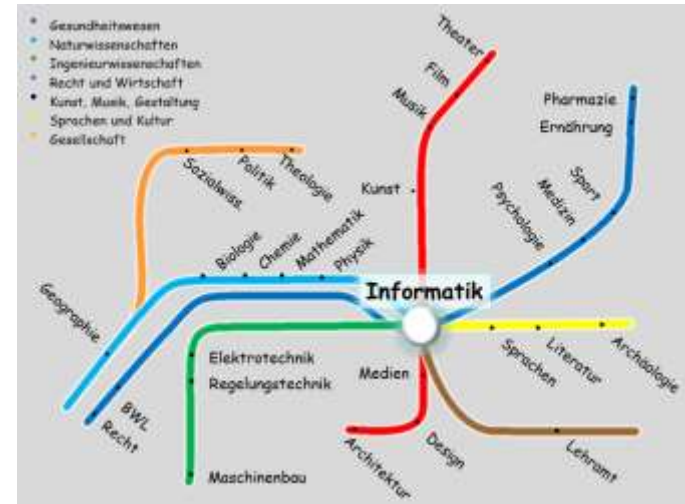 Gesundheitswesen
Naturwissenschaften
Ingenieurwissenschaften
Recht und Wirtschaft
Kunst, Musik, Gestaltung
Sprachen und Kultur
Gesellschaft
Theater
Film
Musik
Kunst
Pharmazie
Ernährung
Sport
Medizin
Psychologie
Sozialwiss.
Politik
Theologie
Geographie
Biologie
Chemie
Mathematik
Physik
Informatik
Elektrotechnik
Regelungstechnik
Maschinenbau
BWL
Recht
Medien
Architektur
Design
Sprachen
Literatur
Archäologie
Lehramt